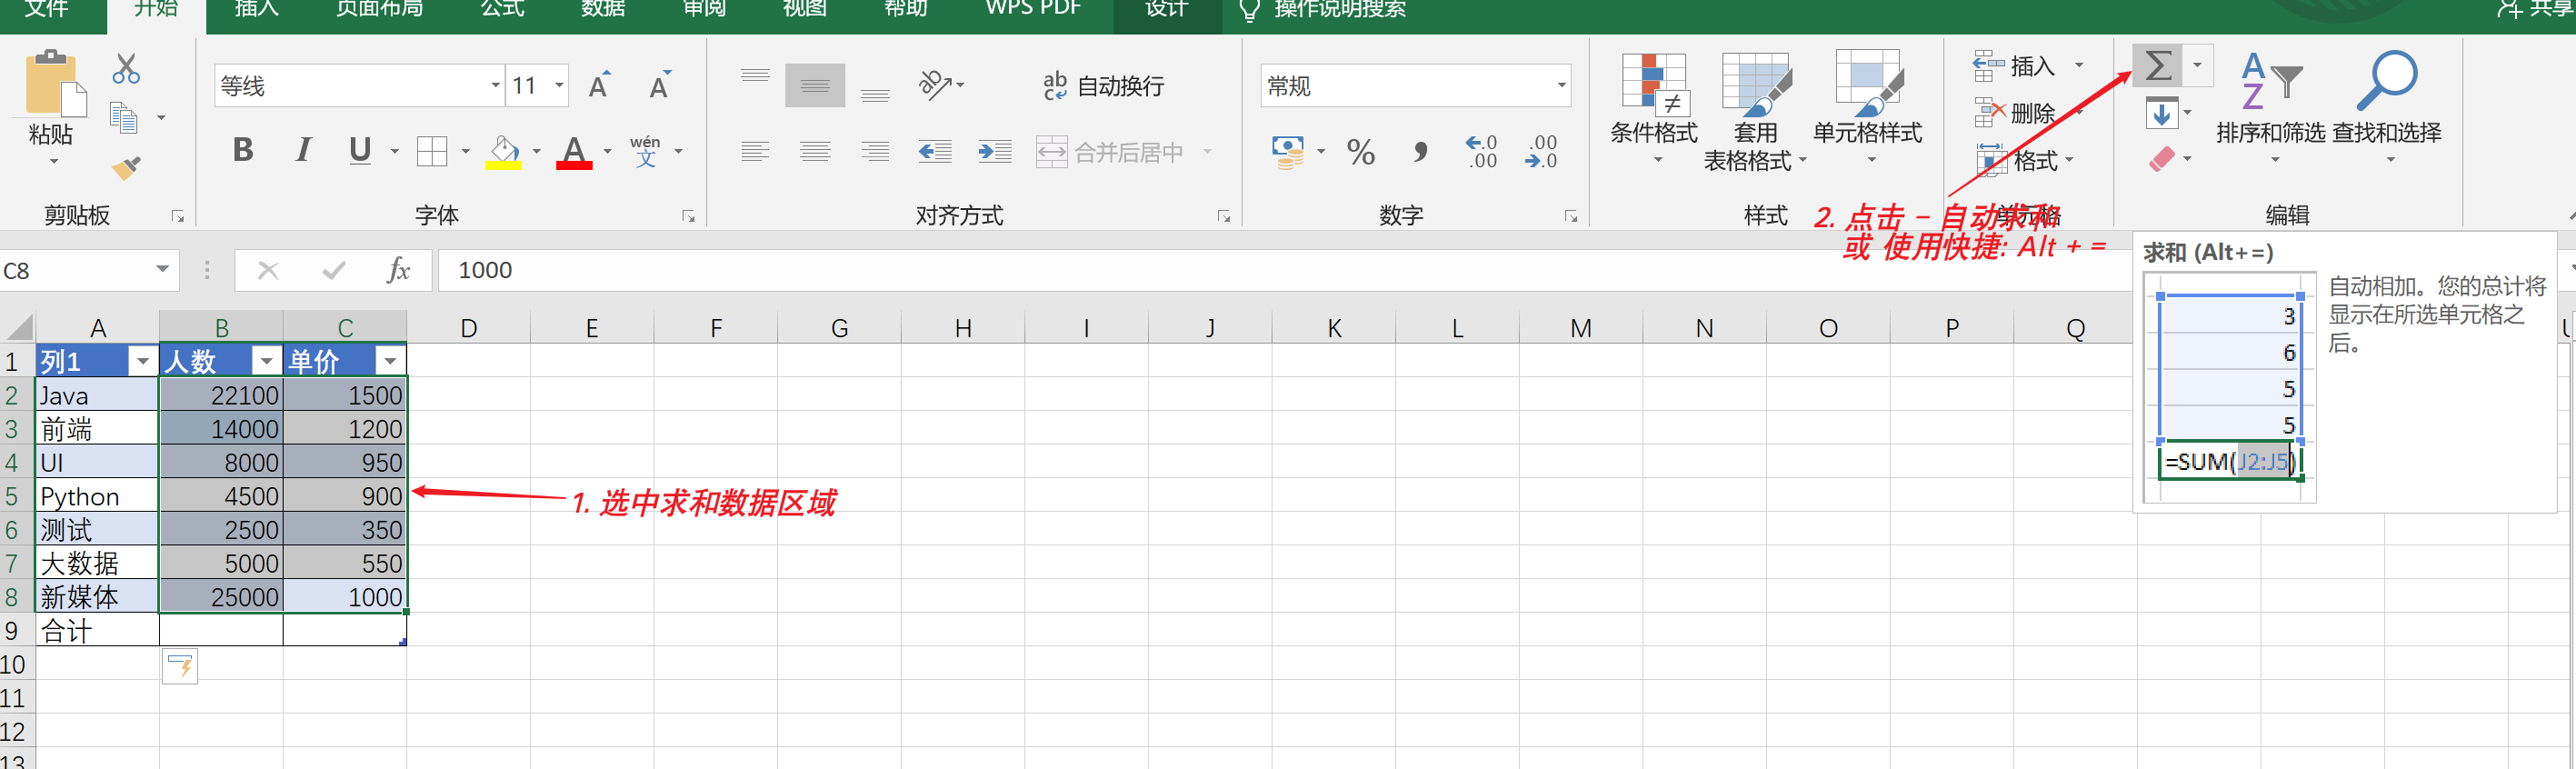 文件 开始 插入 页面布局 公式 数据 审阅 视图 帮助 WPS PDF 设计 操作说明搜索 共享
等线 11 A A
ab 自动换行
常规
插入
粘贴
B I U A wén 文
合并后居中
% , .0 .00 .00 .0
条件格式 套用 表格格式 单元格样式
删除
格式
Σ
A Z
排序和筛选 查找和选择
剪贴板 字体 对齐方式 数字 样式 单元格 编辑
2. 点击 - 自动求和
或 使用快捷: Alt + =
C8 fx 1000
求和 (Alt+=)
自动相加。您的总计将
显示在所选单元格之
后。
3
6
5
5
=SUM(J2:J5)
A B C D E F G H I J K L M N O P Q
1 列1 人数 单价
2 Java 22100 1500
3 前端 14000 1200
4 UI 8000 950
5 Python 4500 900
1. 选中求和数据区域
6 测试 2500 350
7 大数据 5000 550
8 新媒体 25000 1000
9 合计
10
11
12
13